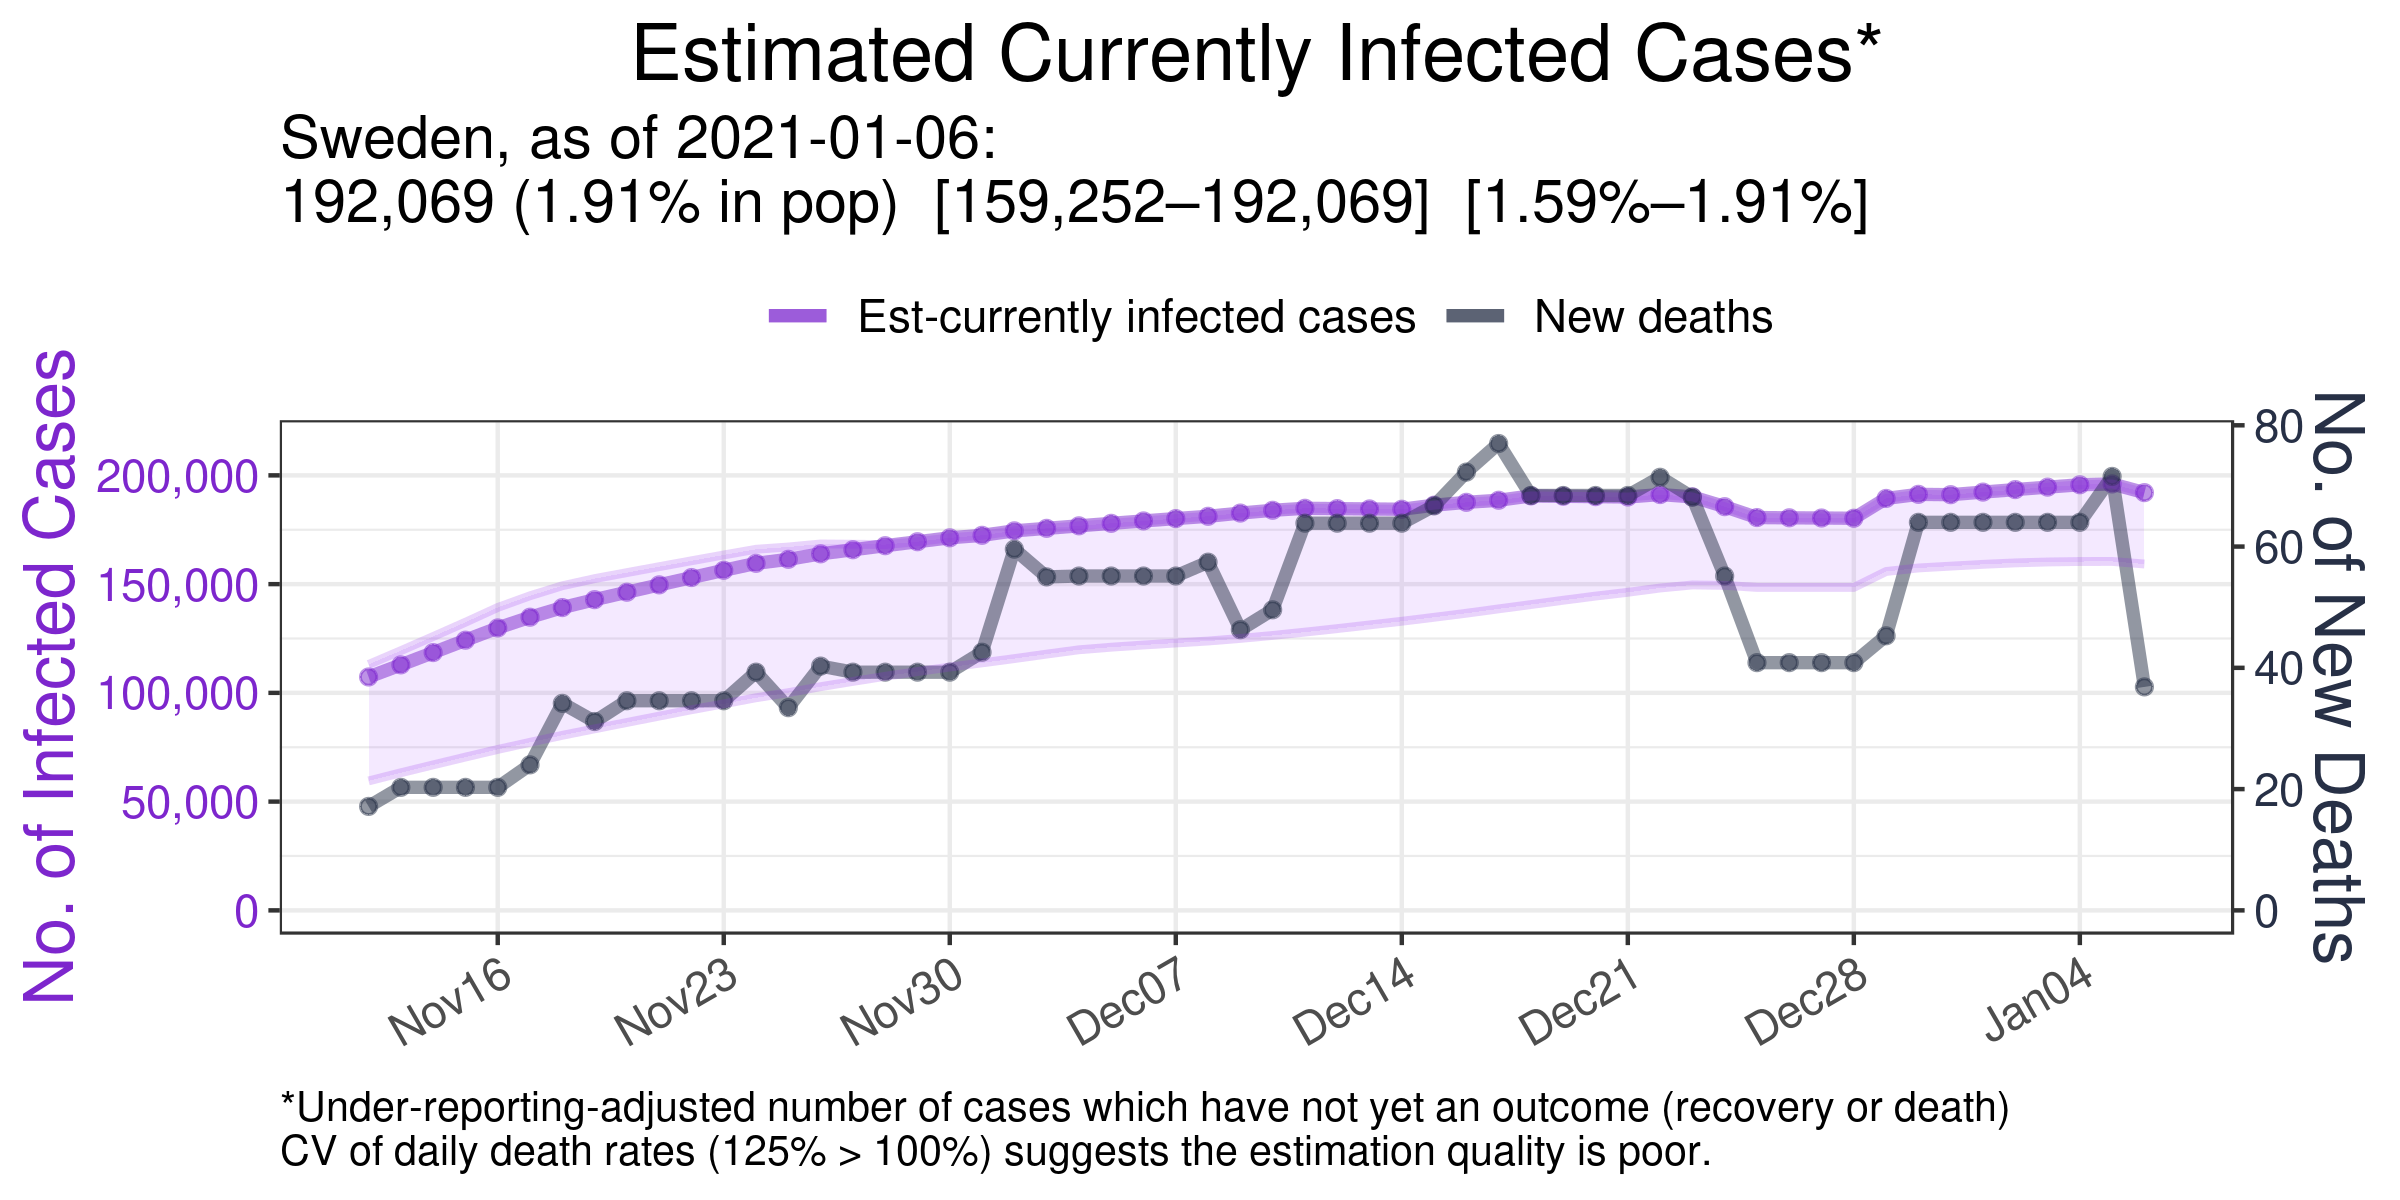 Estimated Currently Infected Cases*
Sweden, as of 2021-01-06:
192,069 (1.91% in pop) [159,252–192,069] [1.59%–1.91%]
Est-currently infected cases
New deaths
No. of Infected Cases
200,000
150,000
100,000
50,000
0
80
60
40
20
0
No. of New Deaths
Nov16
Nov23
Nov30
Dec07
Dec14
Dec21
Dec28
Jan04
*Under-reporting-adjusted number of cases which have not yet an outcome (recovery or death)
CV of daily death rates (125% > 100%) suggests the estimation quality is poor.